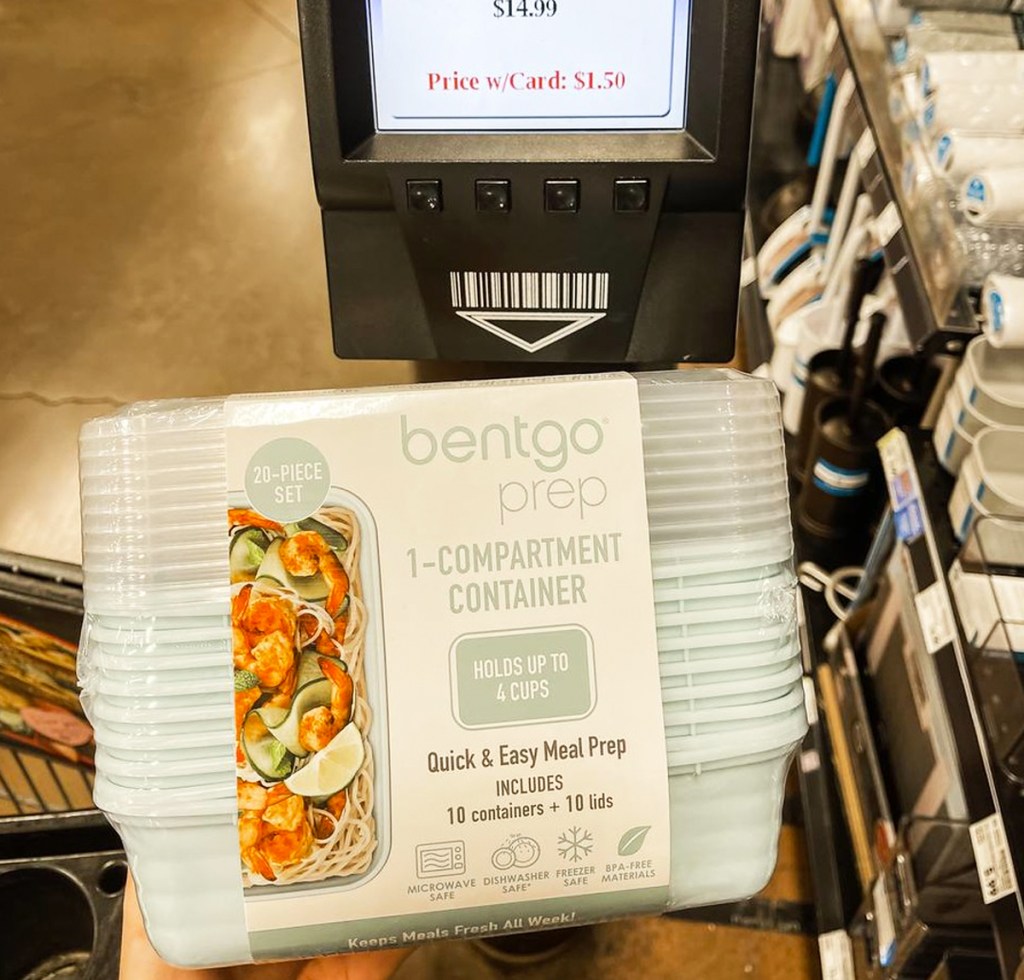 $14.99
Price w/Card: $1.50
20-PIECE
SET
bentgo®
prep
1-COMPARTMENT
CONTAINER
HOLDS UP TO
4 CUPS
Quick & Easy Meal Prep
INCLUDES
10 containers + 10 lids
MICROWAVE
SAFE
DISHWASHER
SAFE*
FREEZER
SAFE
BPA-FREE
MATERIALS
Keeps Meals Fresh All Week!